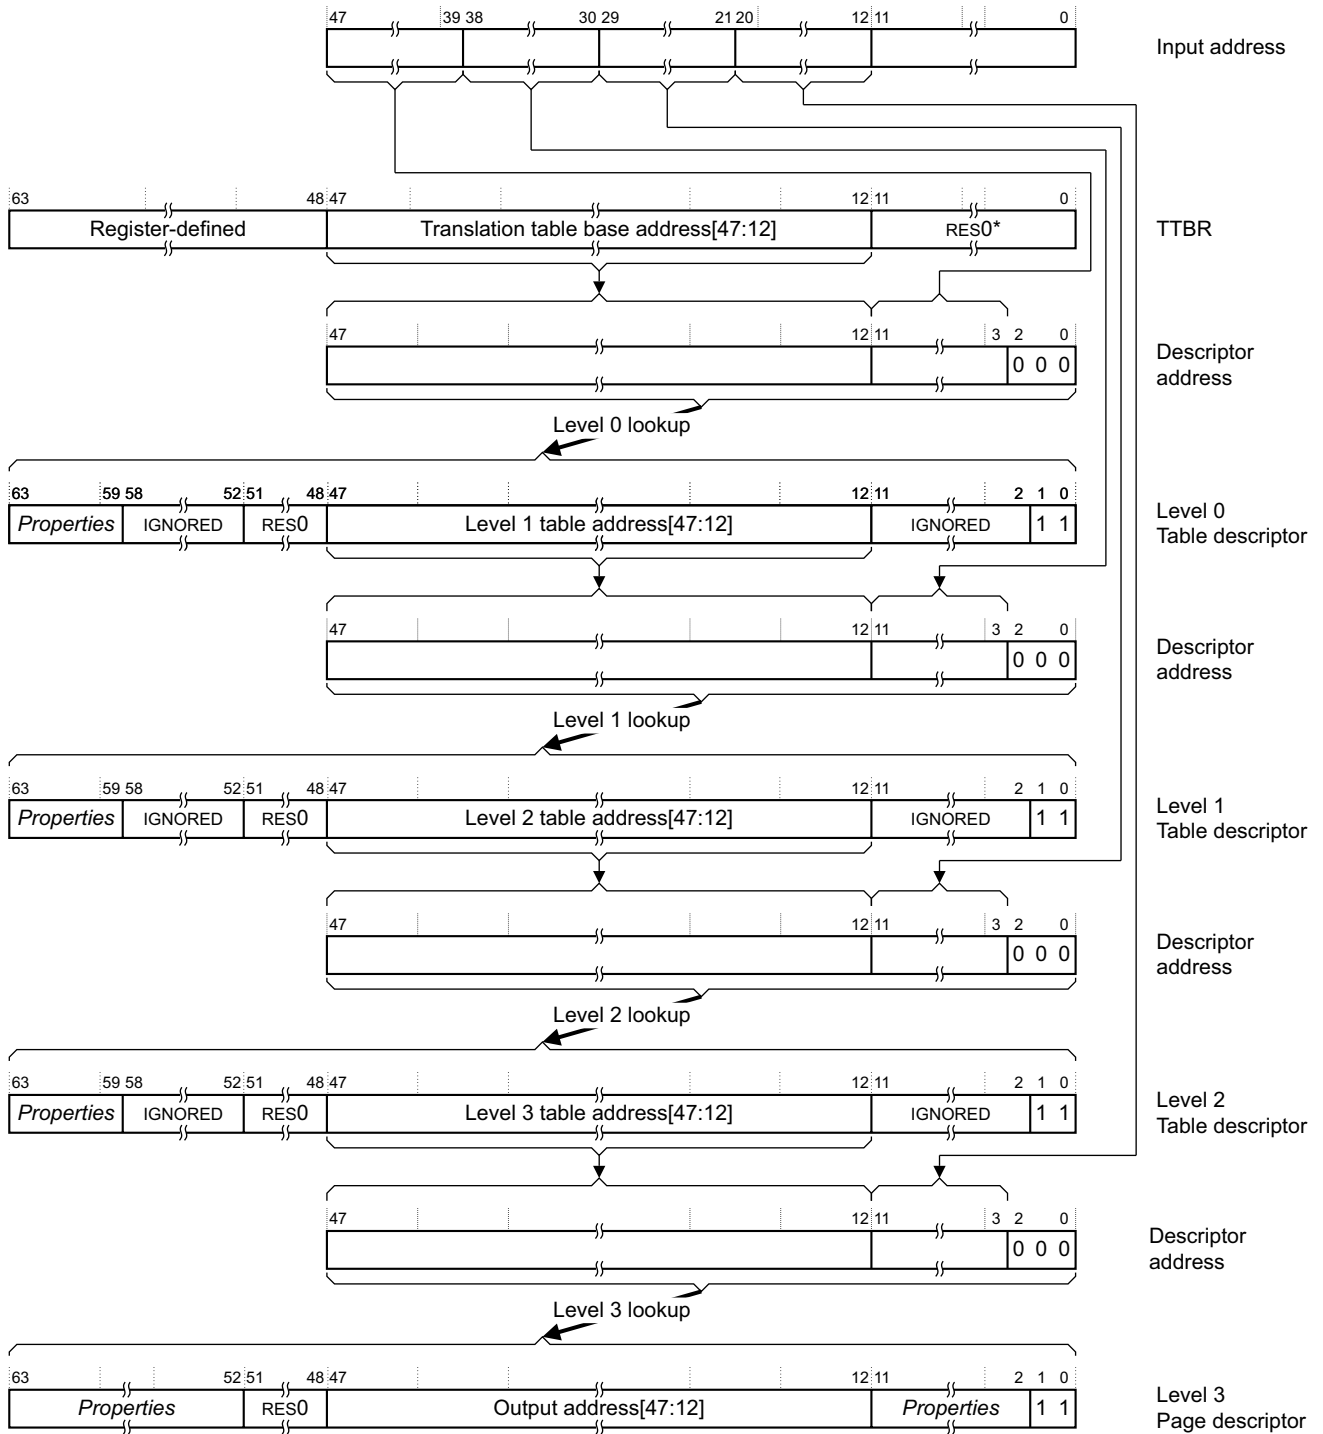 47 39 38 30 29 21 20 12 11 0
Input address
63 48 47 12 11 0
Register-defined Translation table base address[47:12] RES0* TTBR
47 12 11 3 2 0
0 0 0
Descriptor
address
Level 0 lookup
63 59 58 52 51 48 47 12 11 2 1 0
Properties IGNORED RES0 Level 1 table address[47:12] IGNORED 1 1
Level 0
Table descriptor
47 12 11 3 2 0
0 0 0
Descriptor
address
Level 1 lookup
63 59 58 52 51 48 47 12 11 2 1 0
Properties IGNORED RES0 Level 2 table address[47:12] IGNORED 1 1
Level 1
Table descriptor
47 12 11 3 2 0
0 0 0
Descriptor
address
Level 2 lookup
63 59 58 52 51 48 47 12 11 2 1 0
Properties IGNORED RES0 Level 3 table address[47:12] IGNORED 1 1
Level 2
Table descriptor
47 12 11 3 2 0
0 0 0
Descriptor
address
Level 3 lookup
63 52 51 48 47 12 11 2 1 0
Properties RES0 Output address[47:12] Properties 1 1
Level 3
Page descriptor